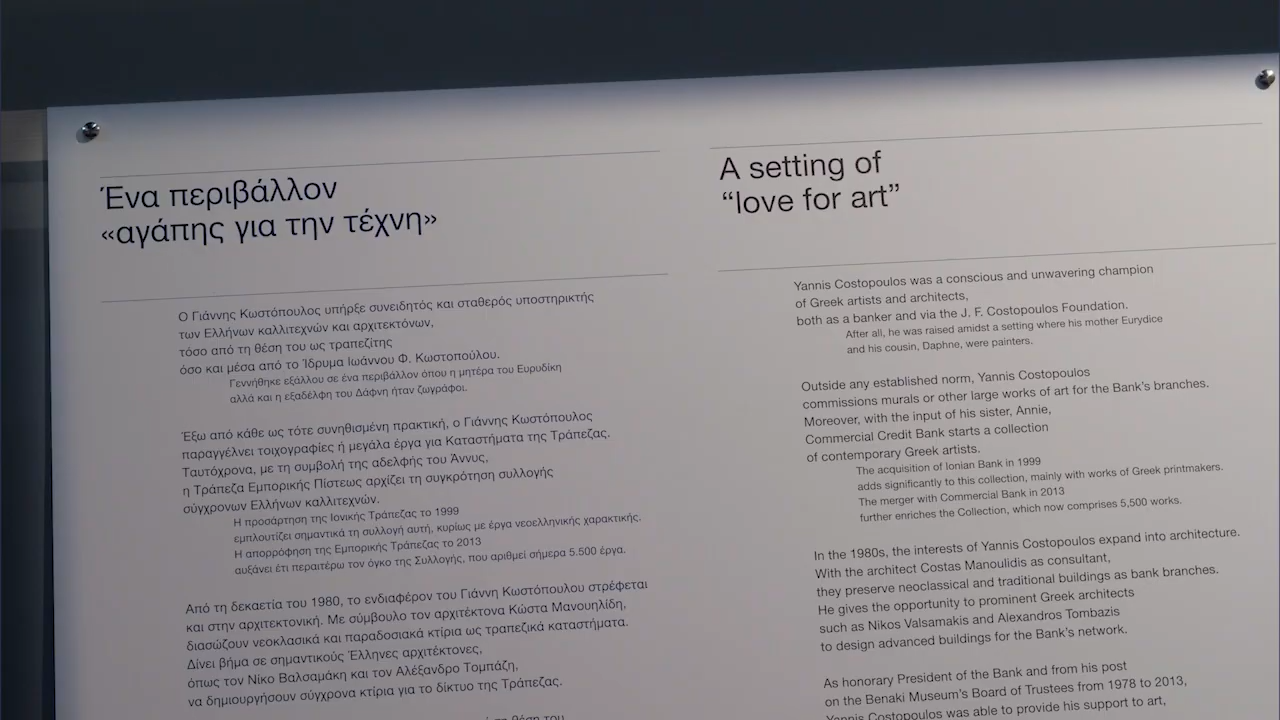 Ένα περιβάλλον
«αγάπης για την τέχνη»
Ο Γιάννης Κωστόπουλος υπήρξε συνειδητός και σταθερός υποστηρικτής
των Ελλήνων καλλιτεχνών και αρχιτεκτόνων,
τόσο από τη θέση του ως τραπεζίτης
όσο και μέσα από το Ίδρυμα Ιωάννου Φ. Κωστοπούλου.
Γεννήθηκε εξάλλου σε ένα περιβάλλον όπου η μητέρα του Ευρυδίκη
αλλά και η εξαδέλφη του Δάφνη ήταν ζωγράφοι.
Έξω από κάθε ως τότε συνηθισμένη πρακτική, ο Γιάννης Κωστόπουλος
παραγγέλνει τοιχογραφίες ή μεγάλα έργα για Καταστήματα της Τράπεζας.
Ταυτόχρονα, με τη συμβολή της αδελφής του Άννυς,
η Τράπεζα Εμπορικής Πίστεως αρχίζει τη συγκρότηση συλλογής
σύγχρονων Ελλήνων καλλιτεχνών.
Η προσάρτηση της Ιονικής Τράπεζας το 1999
εμπλουτίζει σημαντικά τη συλλογή αυτή, κυρίως με έργα νεοελληνικής χαρακτικής.
Η απορρόφηση της Εμπορικής Τράπεζας το 2013
αυξάνει έτι περαιτέρω τον όγκο της Συλλογής, που αριθμεί σήμερα 5.500 έργα.
Από τη δεκαετία του 1980, το ενδιαφέρον του Γιάννη Κωστόπουλου στρέφεται
και στην αρχιτεκτονική. Με σύμβουλο τον αρχιτέκτονα Κώστα Μανουηλίδη,
διασώζουν νεοκλασικά και παραδοσιακά κτίρια ως τραπεζικά καταστήματα.
Δίνει βήμα σε σημαντικούς Έλληνες αρχιτέκτονες,
όπως τον Νίκο Βαλσαμάκη και τον Αλέξανδρο Τομπάζη,
να δημιουργήσουν σύγχρονα κτίρια για το δίκτυο της Τράπεζας.
A setting of
“love for art”
Yannis Costopoulos was a conscious and unwavering champion
of Greek artists and architects,
both as a banker and via the J. F. Costopoulos Foundation.
After all, he was raised amidst a setting where his mother Eurydice
and his cousin, Daphne, were painters.
Outside any established norm, Yannis Costopoulos
commissions murals or other large works of art for the Bank’s branches.
Moreover, with the input of his sister, Annie,
Commercial Credit Bank starts a collection
of contemporary Greek artists.
The acquisition of Ionian Bank in 1999
adds significantly to this collection, mainly with works of Greek printmakers.
The merger with Commercial Bank in 2013
further enriches the Collection, which now comprises 5,500 works.
In the 1980s, the interests of Yannis Costopoulos expand into architecture.
With the architect Costas Manoulidis as consultant,
they preserve neoclassical and traditional buildings as bank branches.
He gives the opportunity to prominent Greek architects
such as Nikos Valsamakis and Alexandros Tombazis
to design advanced buildings for the Bank’s network.
As honorary President of the Bank and from his post
on the Benaki Museum’s Board of Trustees from 1978 to 2013,
Yannis Costopoulos was able to provide his support to art,